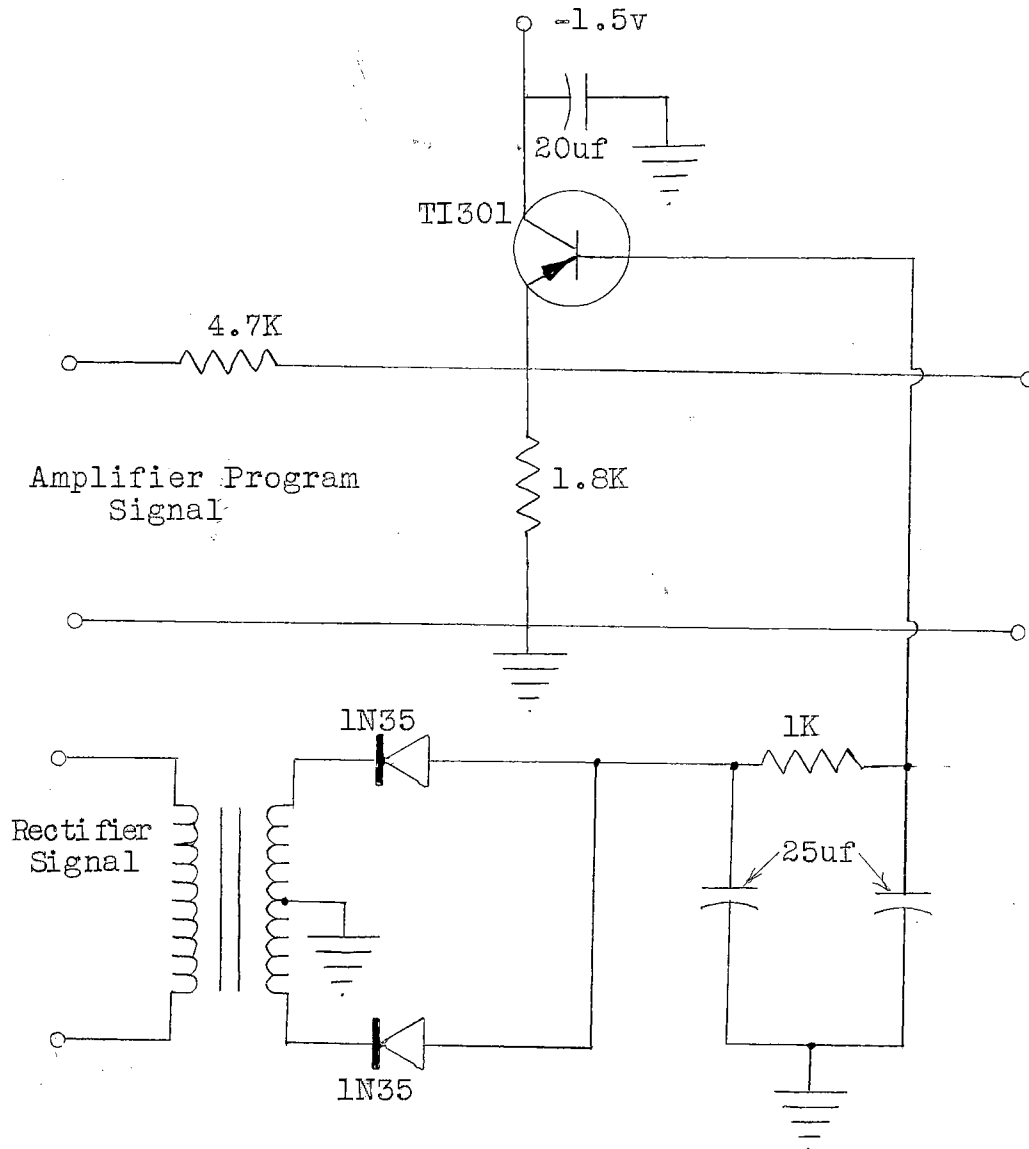 -1.5v
20uf
TI301
4.7K
1.8K
Amplifier Program
Signal
1N35
1K
Rectifier
Signal
25uf
1N35